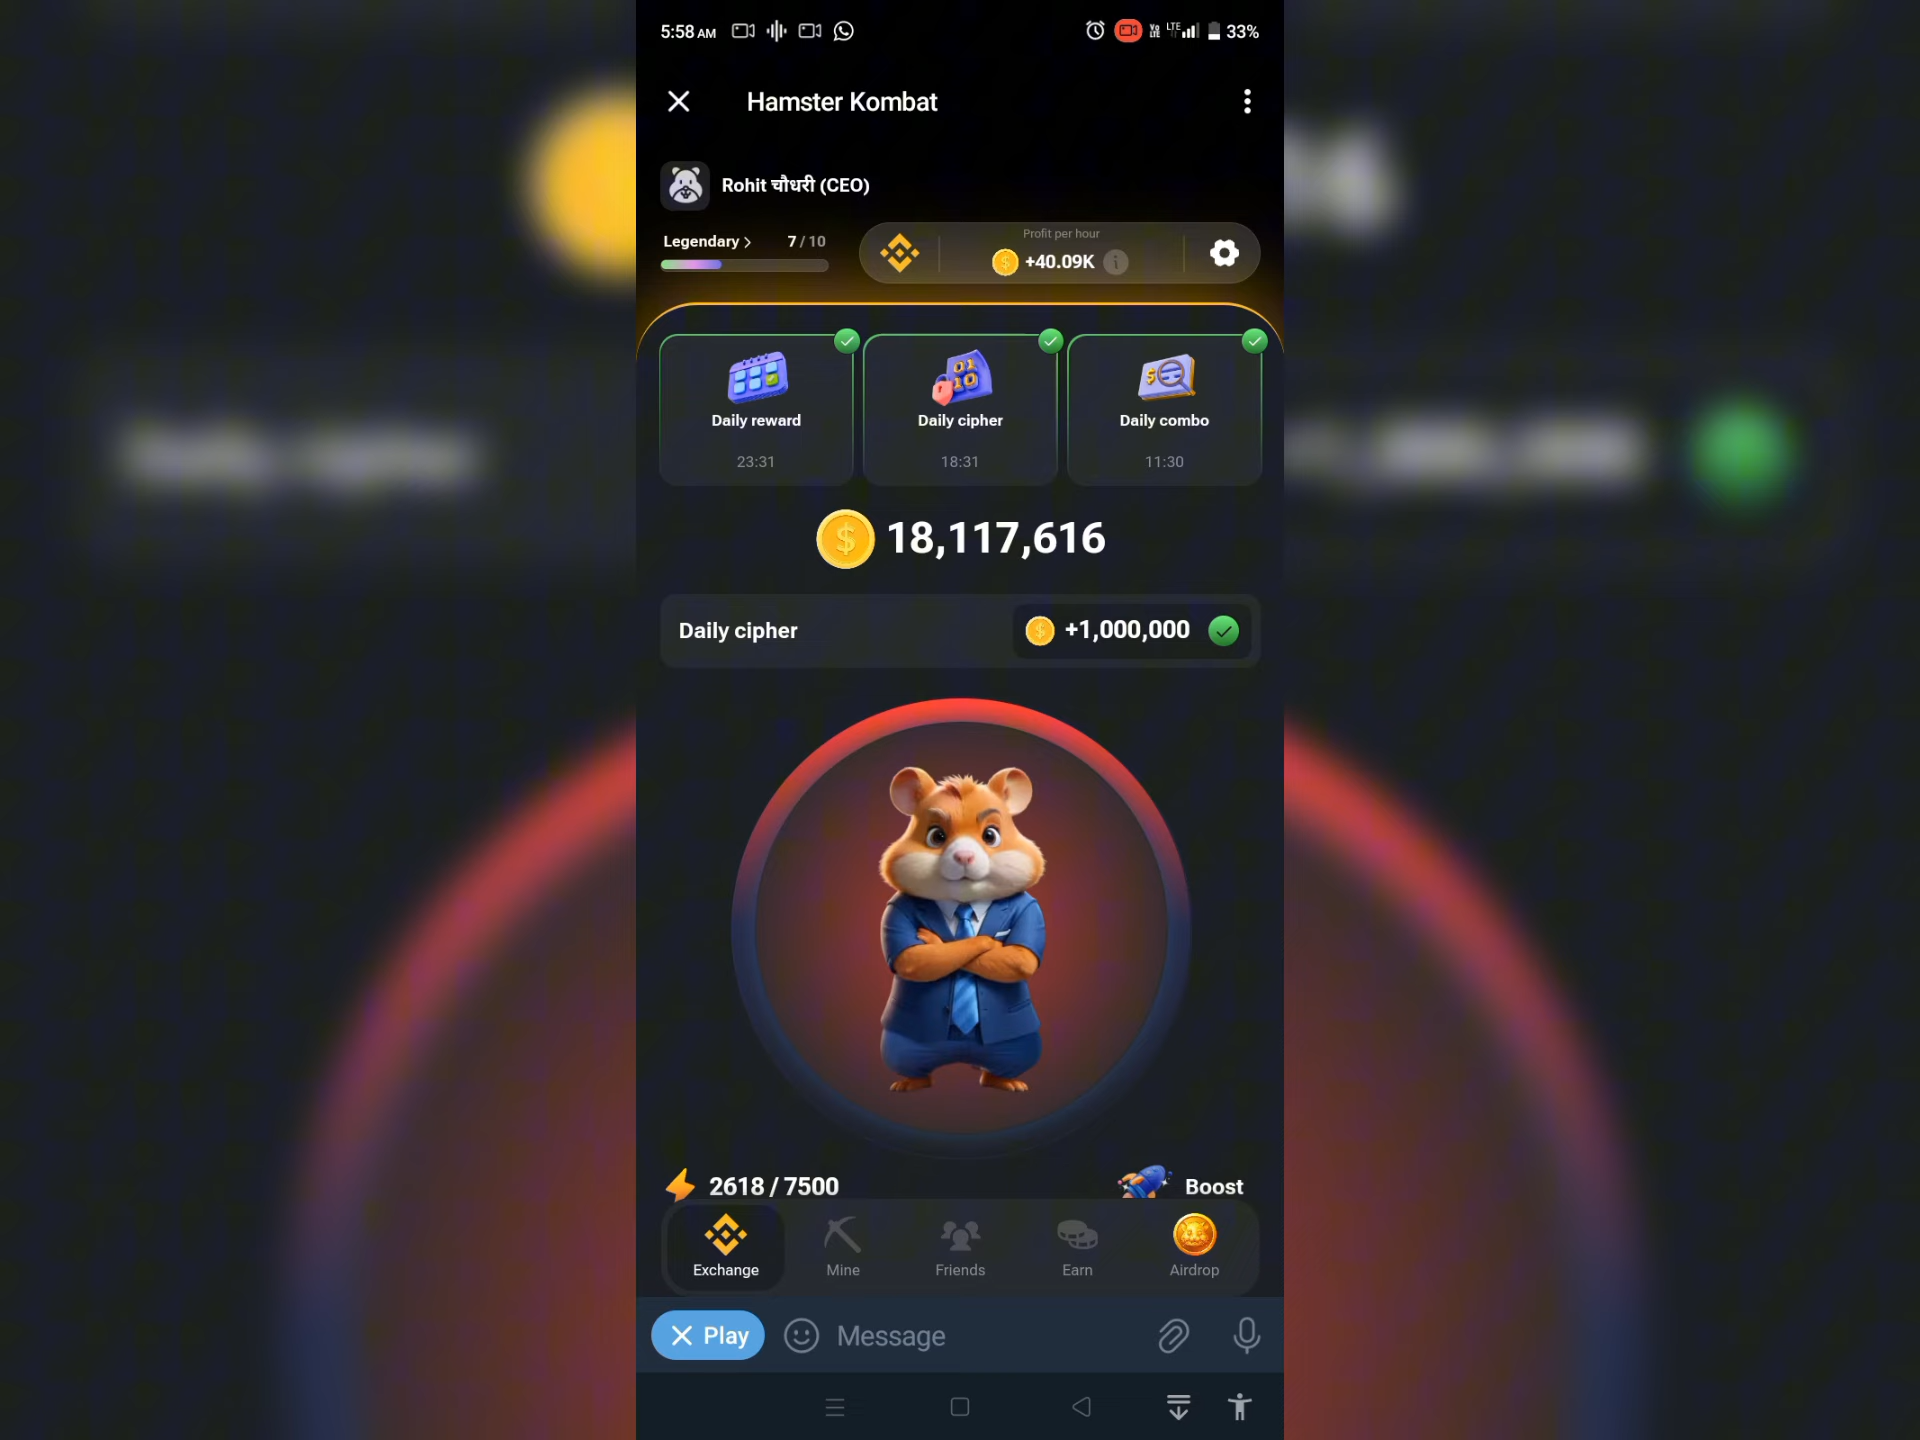 5:58 AM
LTE
33%
Hamster Kombat
Rohit चौधरी (CEO)
Legendary
7 / 10
Profit per hour
+40.09K
Daily reward
23:31
Daily cipher
18:31
Daily combo
11:30
18,117,616
Daily cipher
+1,000,000
2618 / 7500
Boost
Exchange
Mine
Friends
Earn
Airdrop
Play
Message